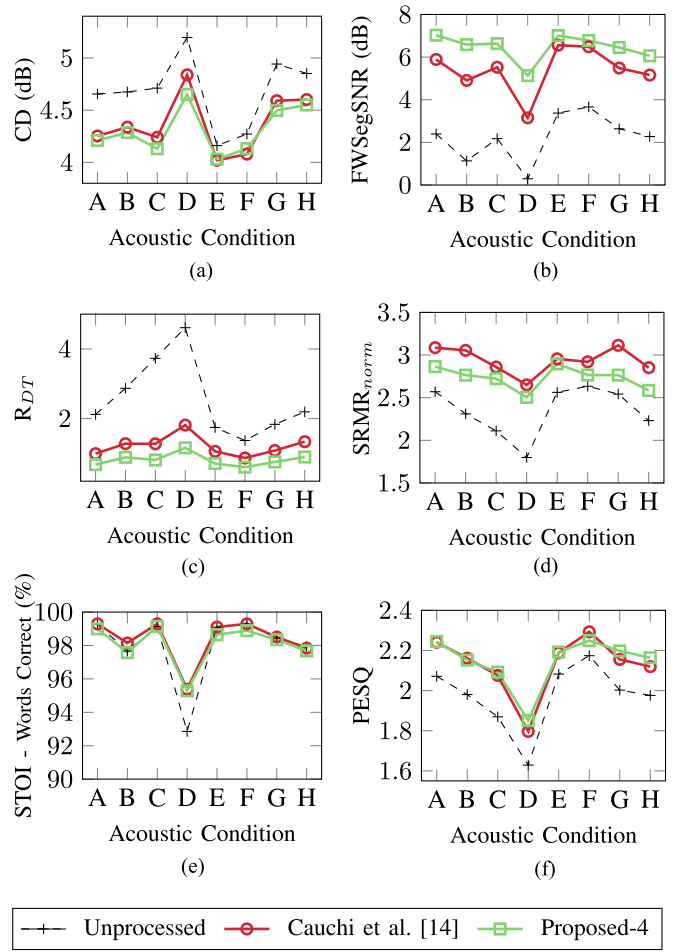 5
4.5
4
CD (dB)
A B C D E F G H
Acoustic Condition
(a)
8
6
4
2
0
FWSegSNR (dB)
A B C D E F G H
Acoustic Condition
(b)
4
2
R_DT
A B C D E F G H
Acoustic Condition
(c)
3.5
3
2.5
2
1.5
SRMR_norm
A B C D E F G H
Acoustic Condition
(d)
100
98
96
94
92
90
STOI - Words Correct (%)
A B C D E F G H
Acoustic Condition
(e)
2.4
2.2
2
1.8
1.6
PESQ
A B C D E F G H
Acoustic Condition
(f)
Unprocessed Cauchi et al. [14] Proposed-4